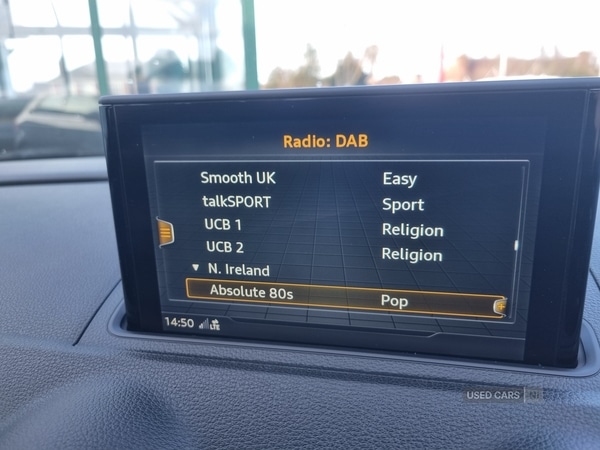 Radio: DAB
Smooth UK Easy
talkSPORT Sport
UCB 1 Religion
UCB 2 Religion
▼ N. Ireland
Absolute 80s Pop
14:50 LTE
USED CARS NI